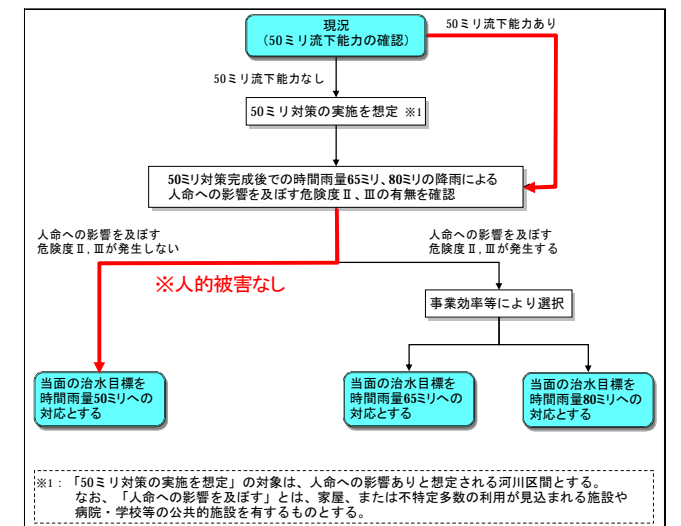 現況
(50ミリ流下能力の確認)
50ミリ流下能力あり
50ミリ流下能力なし
50ミリ対策の実施を想定 ※1
50ミリ対策完成後での時間雨量65ミリ、80ミリの降雨による
人命への影響を及ぼす危険度Ⅱ、Ⅲの有無を確認
人命への影響を及ぼす
危険度Ⅱ,Ⅲが発生しない
人命への影響を及ぼす
危険度Ⅱ,Ⅲが発生する
※人的被害なし
事業効率等により選択
当面の治水目標を
時間雨量50ミリへの
対応とする
当面の治水目標を
時間雨量65ミリへの
対応とする
当面の治水目標を
時間雨量80ミリへの
対応とする
※1：「50ミリ対策の実施を想定」の対象は、人命への影響ありと想定される河川区間とする。
なお、「人命への影響を及ぼす」とは、家屋、または不特定多数の利用が見込まれる施設や
病院・学校等の公共的施設を有するものとする。